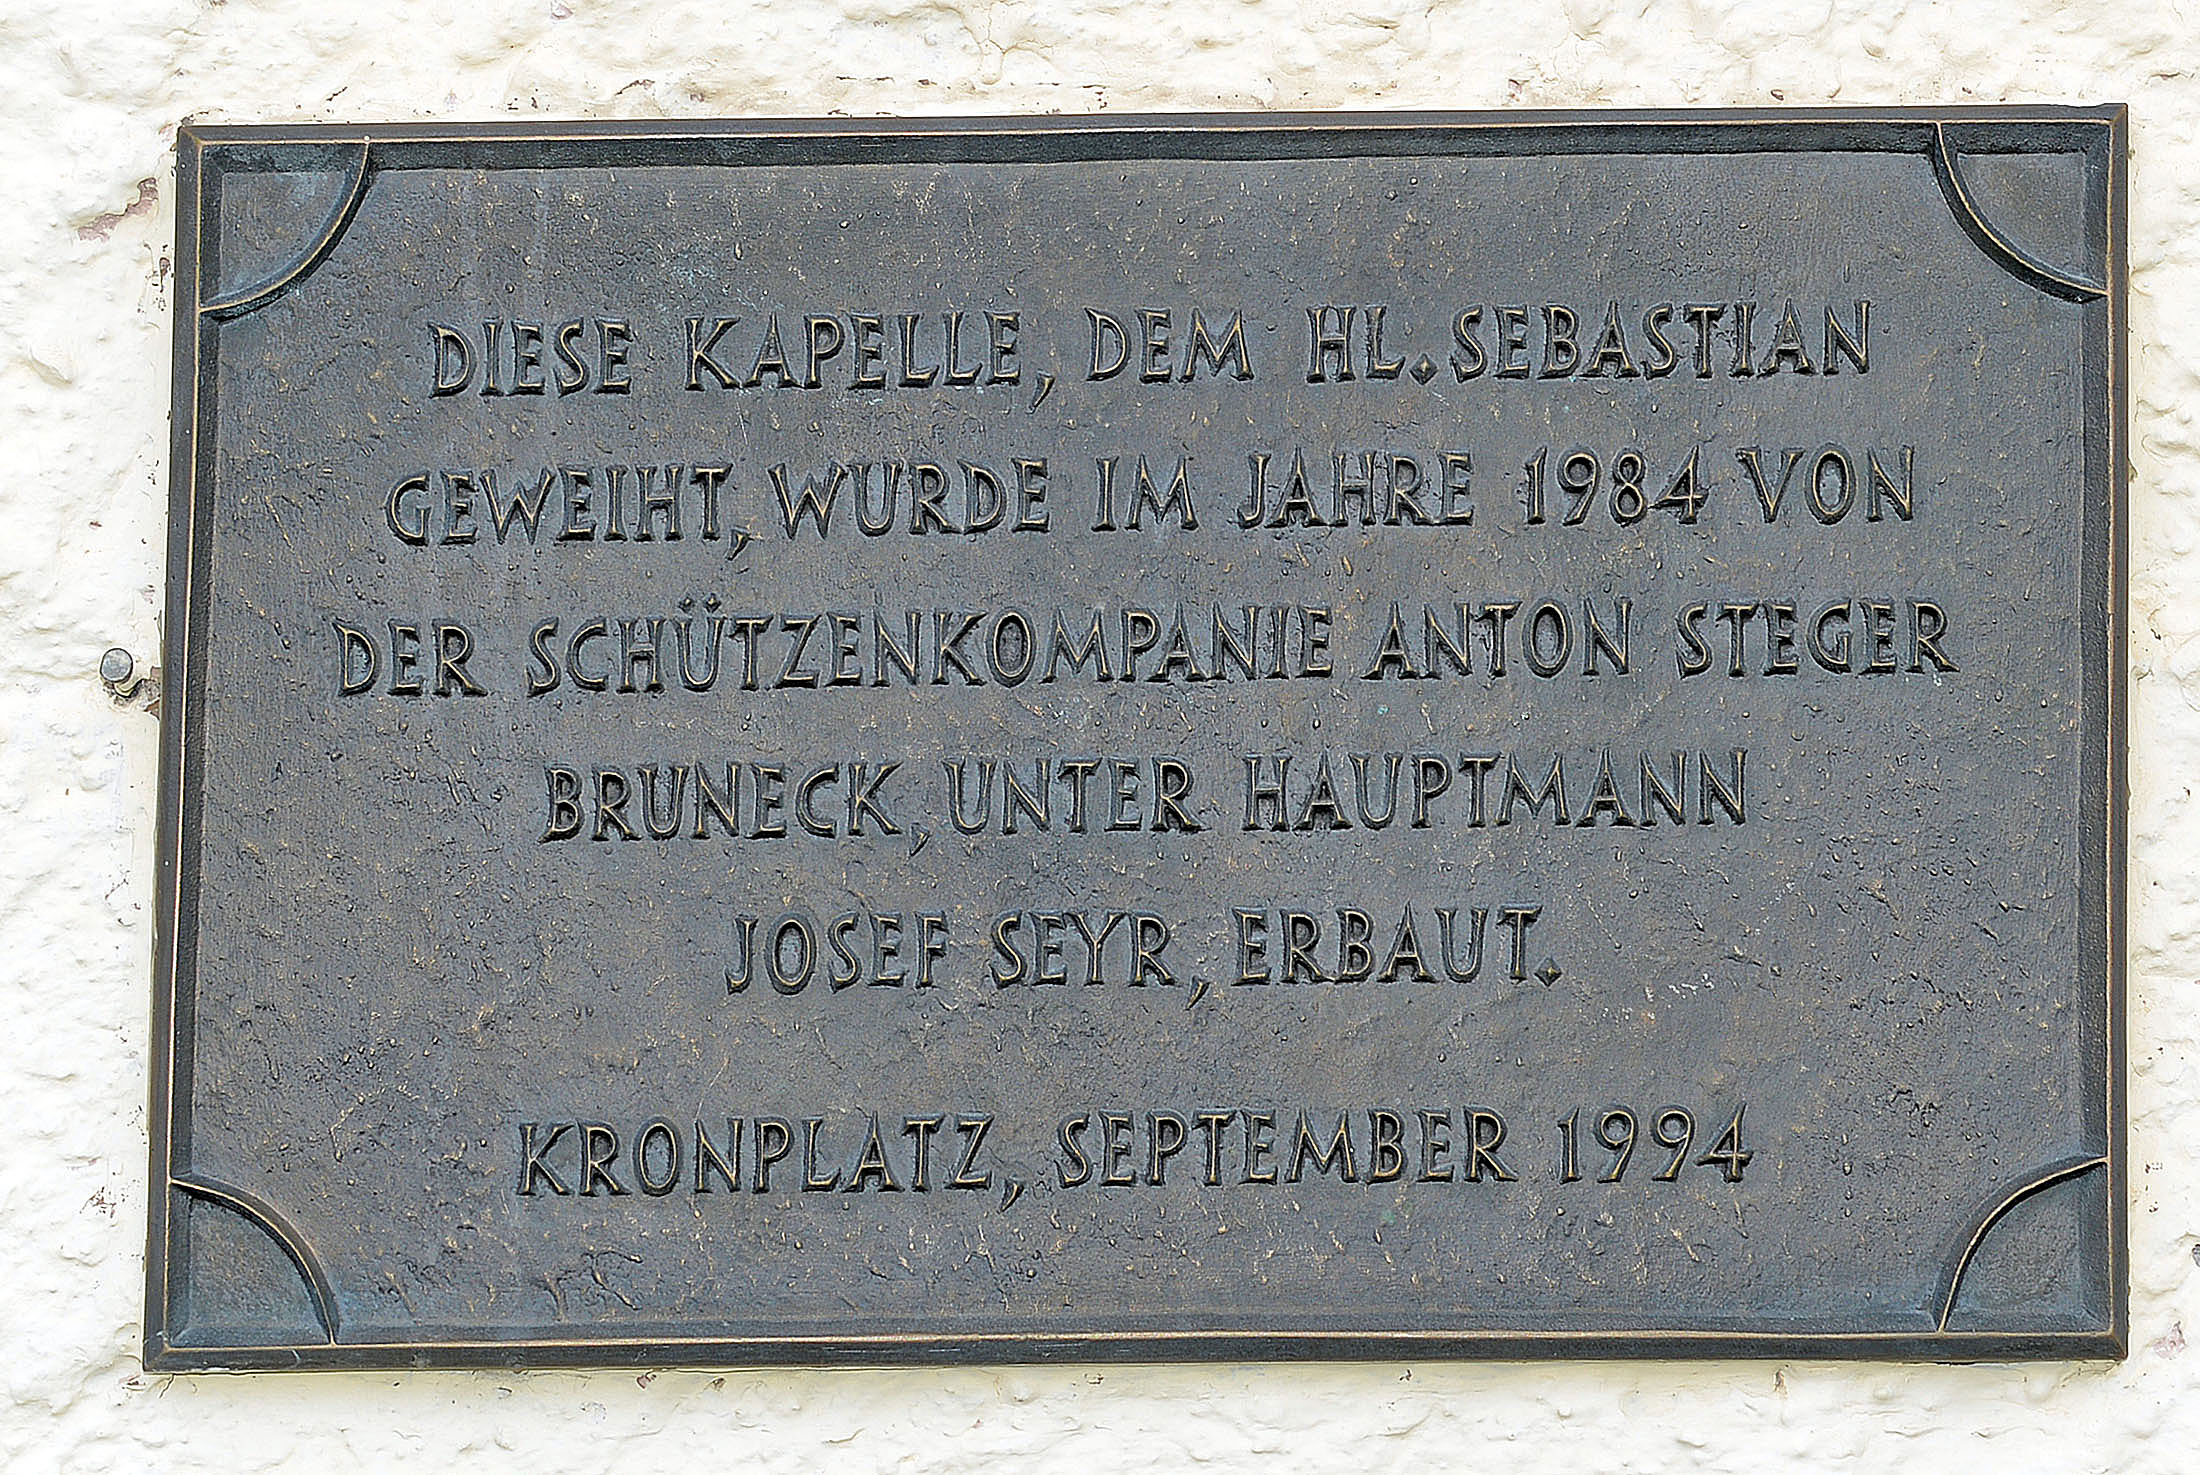 DIESE KAPELLE, DEM HL. SEBASTIAN
GEWEIHT, WURDE IM JAHRE 1984 VON
DER SCHÜTZENKOMPANIE ANTON STEGER
BRUNECK, UNTER HAUPTMANN
JOSEF SEYR, ERBAUT.
KRONPLATZ, SEPTEMBER 1994